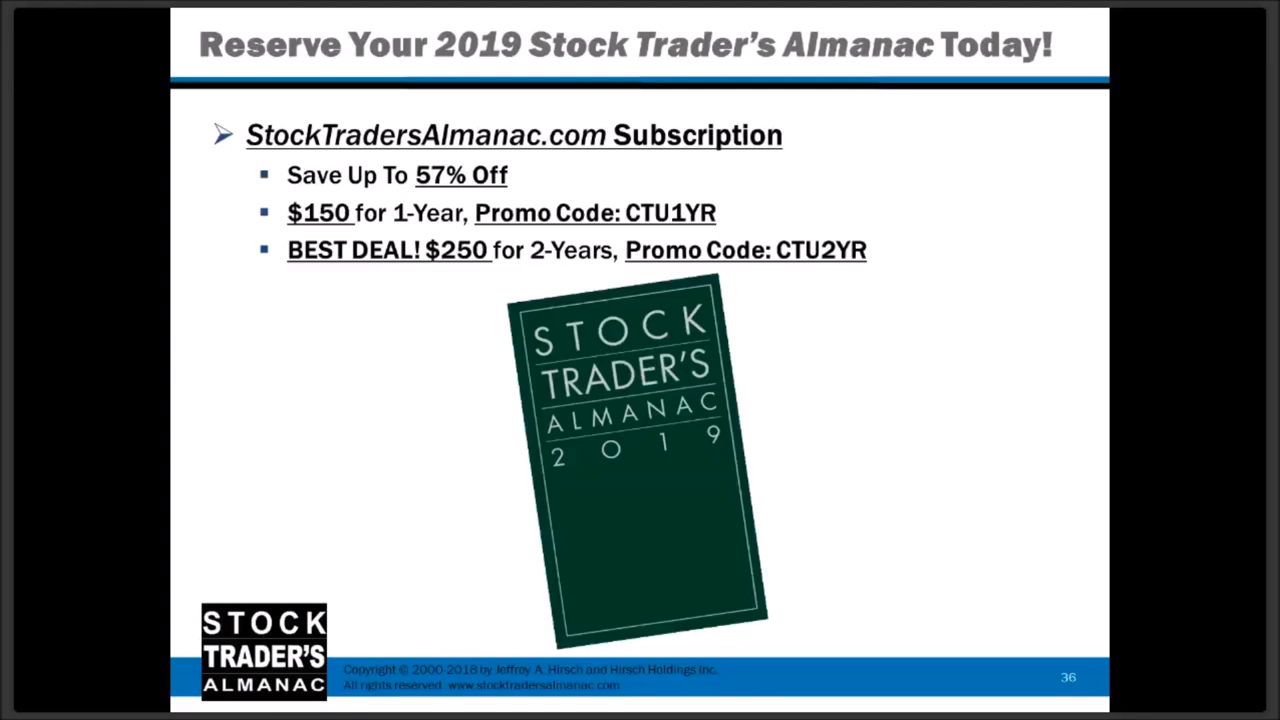 Reserve Your 2019 Stock Trader's Almanac Today!
StockTradersAlmanac.com Subscription
Save Up To 57% Off
$150 for 1-Year, Promo Code: CTU1YR
BEST DEAL! $250 for 2-Years, Promo Code: CTU2YR
STOCK
TRADER'S
ALMANAC
2019
STOCK
TRADER'S
ALMANAC
Copyright © 2000-2018 by Jeffrey A. Hirsch and Hirsch Holdings Inc.
All rights reserved www.stocktradersalmanac.com
36